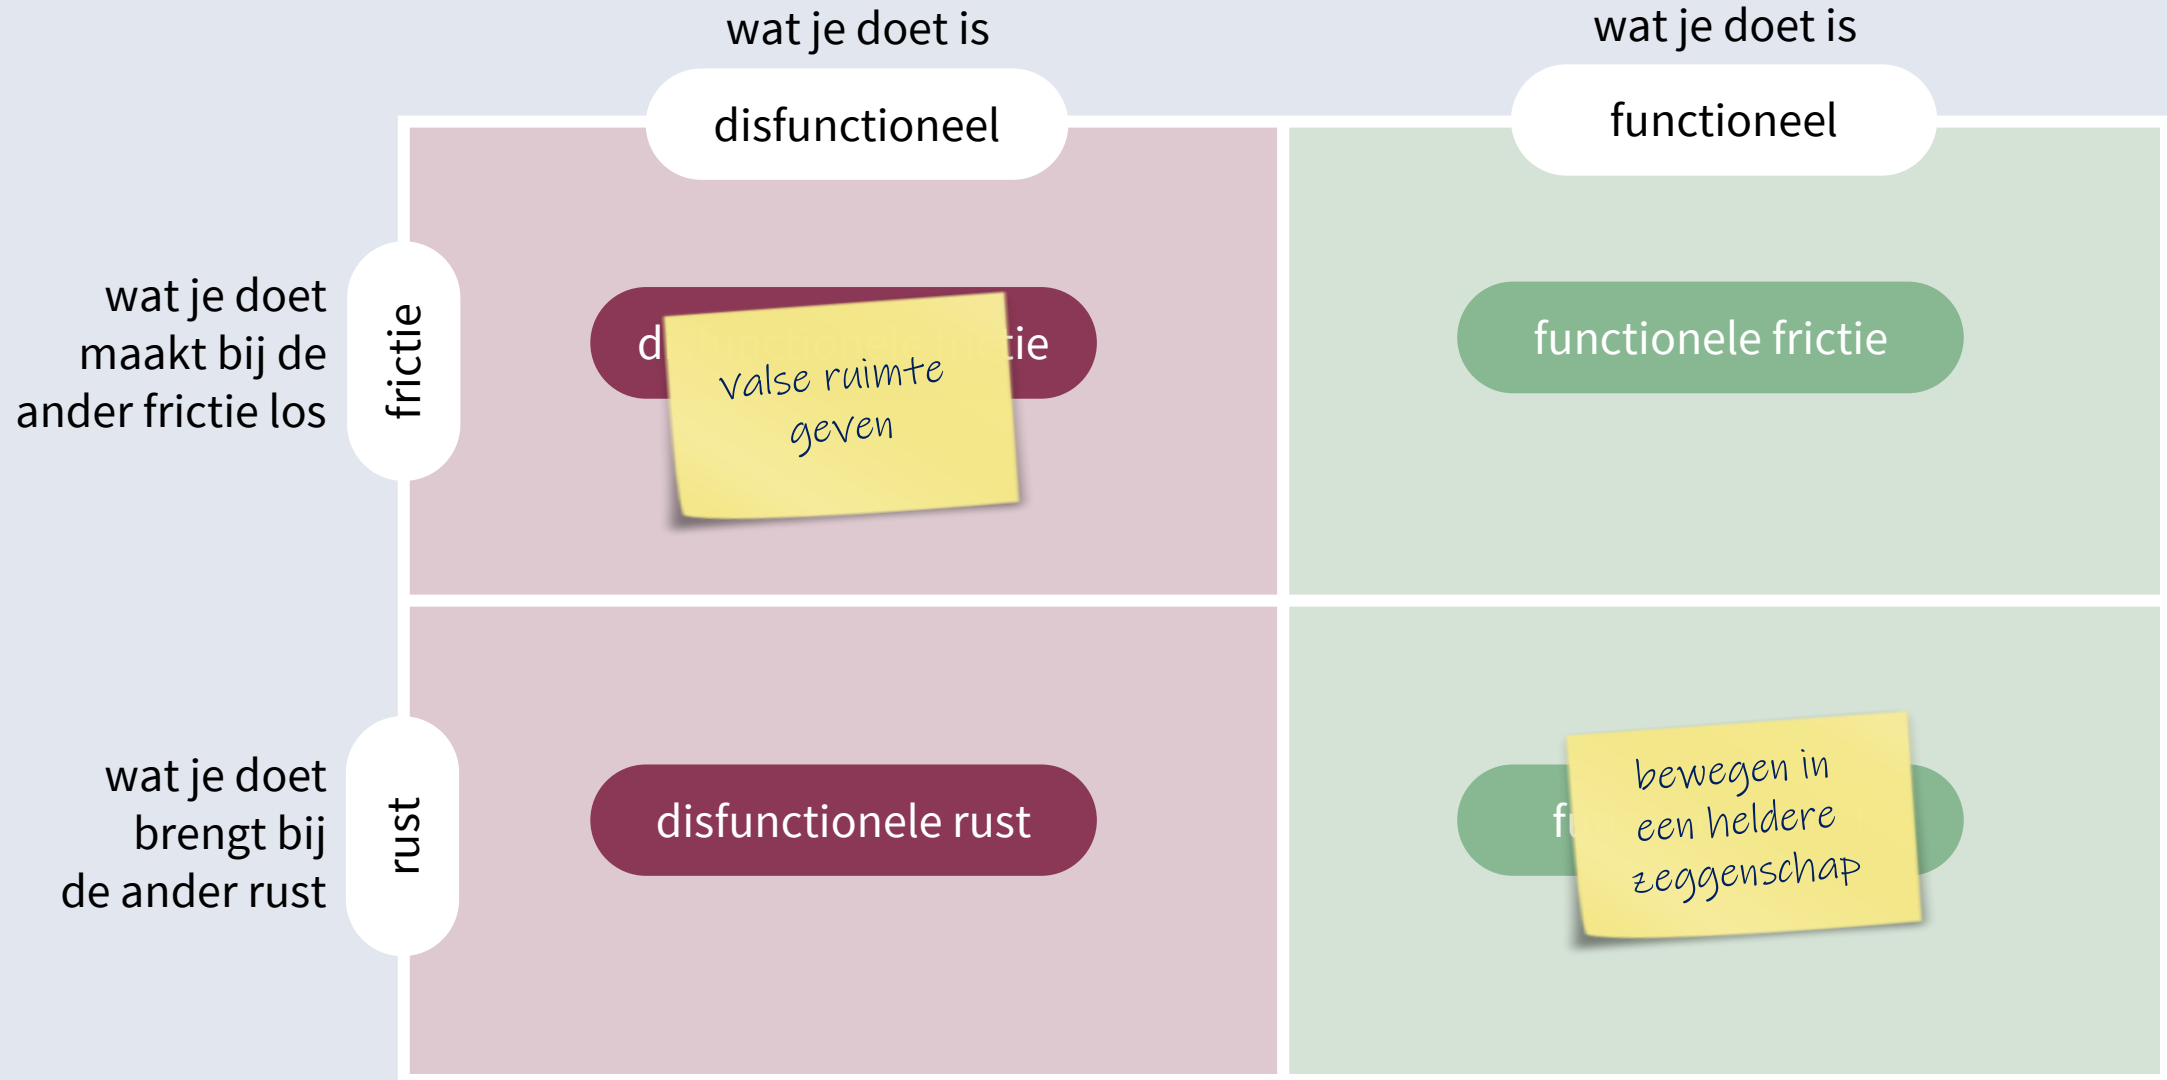 wat je doet is
wat je doet is
disfunctioneel
functioneel
wat je doet
maakt bij de
ander frictie los
frictie
valse ruimte
geven
functionele frictie
wat je doet
brengt bij
de ander rust
rust
disfunctionele rust
bewegen in
een heldere
zeggenschap